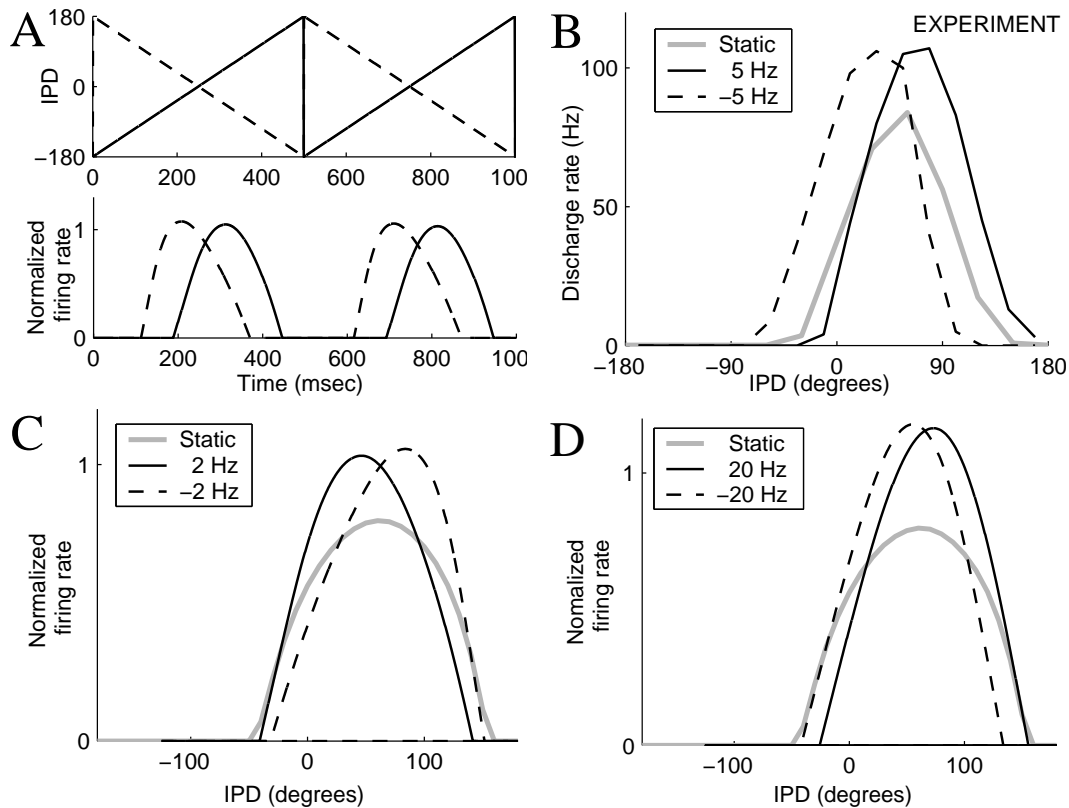 A
180
0
−180
IPD
0
200
400
600
800
100
1
0
Normalized
firing rate
0
200
400
600
800
100
Time (msec)
B
EXPERIMENT
Static
5 Hz
−5 Hz
100
50
0
Discharge rate (Hz)
−180
−90
0
90
180
IPD (degrees)
C
Static
2 Hz
−2 Hz
1
0
Normalized
firing rate
−100
0
100
IPD (degrees)
D
Static
20 Hz
−20 Hz
1
0
Nomalized
firing rate
−100
0
100
IPD (degrees)